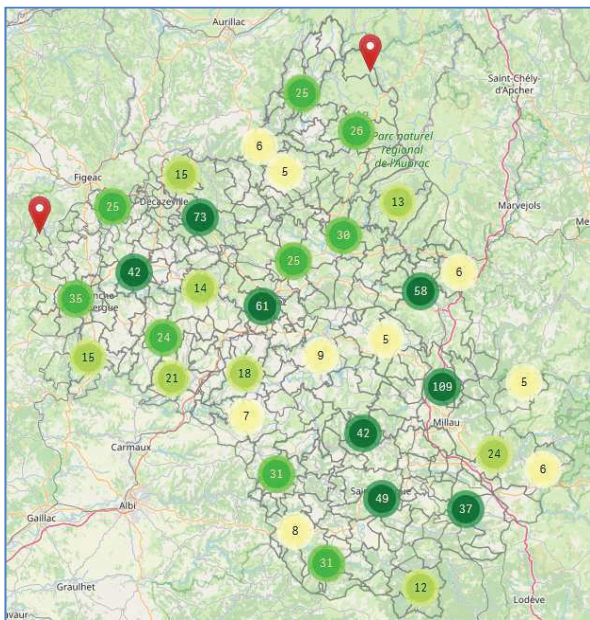 Aurillac
Saint-Chély-
d'Apcher
25
26
Parc naturel
régional
de l'Aubrac
6
5
Figeac
15
25
Decazeville
13
Marvejols
73
30
25
6
42
14
58
35
61
24
5
9
15
21
18
5
109
7
Millau
42
Carmaux
24
6
31
49
37
Albi
Gaillac
8
31
12
Graulhet
Lodève